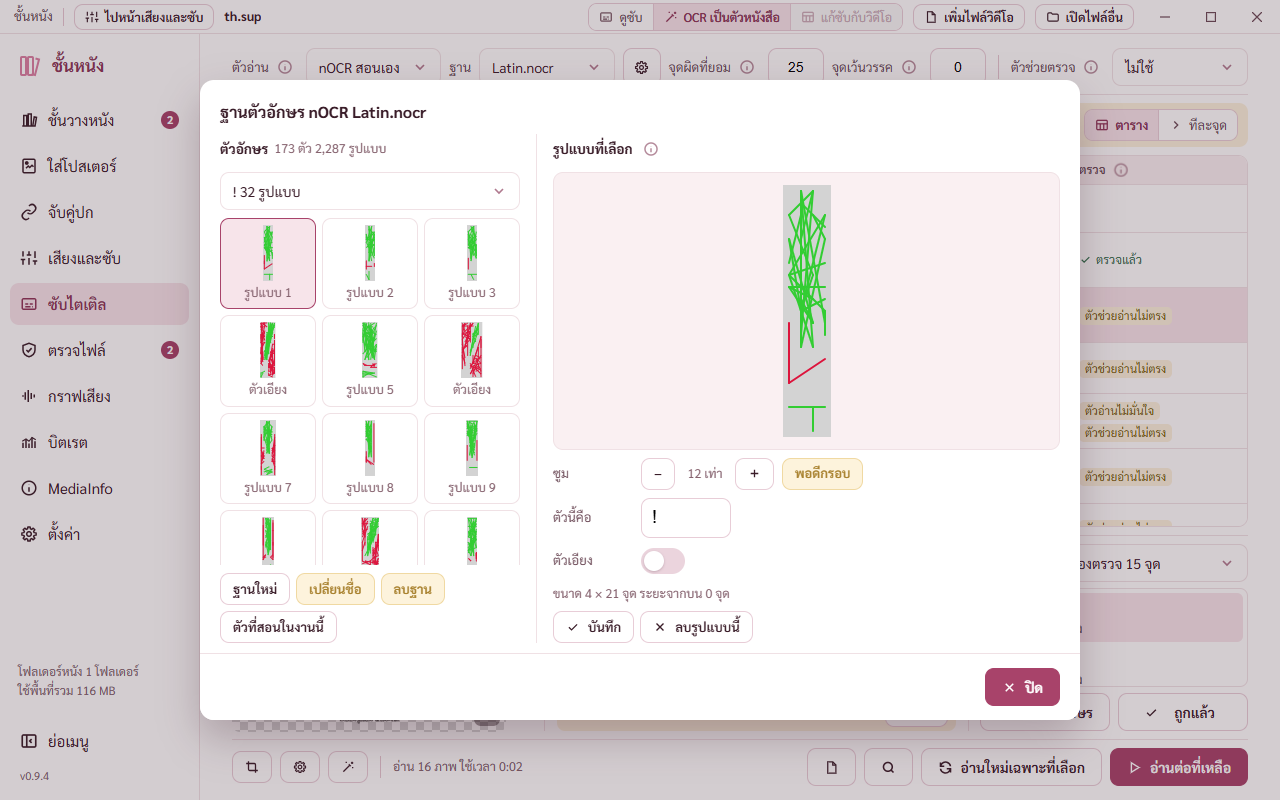 ชั้นหนัง
ไปหน้าเสียงและซับ
th.sup
ดูซับ
OCR เป็นตัวหนังสือ
แก้ซับกับวิดีโอ
เพิ่มไฟล์วิดีโอ
เปิดไฟล์อื่น
ชั้นหนัง
ตัวอ่าน
nOCR สอนเอง
ฐาน
Latin.nocr
จุดผิดที่ยอม
25
จุดเว้นวรรค
0
ตัวช่วยตรวจ
ไม่ใช้
ชั้นวางหนัง
2
ใส่โปสเตอร์
จับคู่ปก
เสียงและซับ
ซับไตเติล
ตรวจไฟล์
2
กราฟเสียง
บิตเรต
MediaInfo
ตั้งค่า
โฟลเดอร์หนัง 1 โฟลเดอร์
ใช้พื้นที่รวม 116 MB
ย่อเมนู
v0.9.4
ฐานตัวอักษร nOCR Latin.nocr
ตัวอักษร 173 ตัว 2,287 รูปแบบ
! 32 รูปแบบ
รูปแบบ 1
รูปแบบ 2
รูปแบบ 3
ตัวเอียง
รูปแบบ 5
ตัวเอียง
รูปแบบ 7
รูปแบบ 8
รูปแบบ 9
ฐานใหม่
เปลี่ยนชื่อ
ลบฐาน
ตัวที่สอนในงานนี้
รูปแบบที่เลือก
ซูม
12 เท่า
พอดีกรอบ
ตัวนี้คือ
!
ตัวเอียง
ขนาด 4 × 21 จุด ระยะจากบน 0 จุด
บันทึก
ลบรูปแบบนี้
ปิด
ตาราง
ทีละจุด
ตรวจ
ตรวจแล้ว
ตัวช่วยอ่านไม่ตรง
ตัวช่วยอ่านไม่ตรง
ตัวอ่านไม่มั่นใจ
ตัวช่วยอ่านไม่ตรง
ตัวช่วยอ่านไม่ตรง
องตรวจ 15 จุด
ถูกแล้ว
อ่าน 16 ภาพ ใช้เวลา 0:02
อ่านใหม่เฉพาะที่เลือก
อ่านต่อที่เหลือ